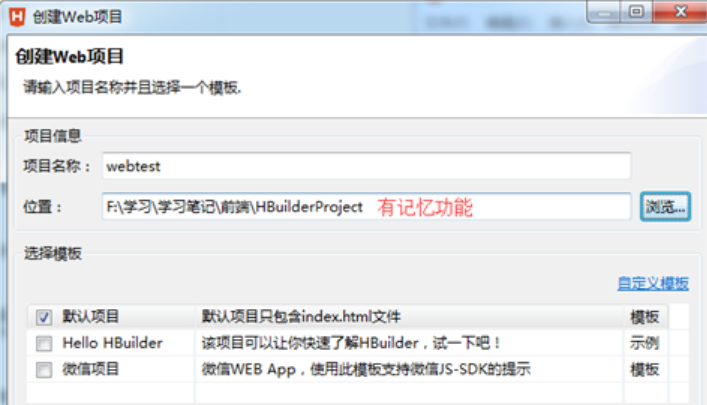 创建Web项目
创建Web项目
请输入项目名称并且选择一个模板.
项目信息
项目名称： webtest
位置： F:\学习\学习笔记\前端\HBuilderProject 有记忆功能 浏览...
选择模板
自定义模板
默认项目 默认项目只包含index.html文件 模板
Hello HBuilder 该项目可以让你快速了解HBuilder，试一下吧！ 示例
微信项目 微信WEB App，使用此模板支持微信JS-SDK的提示 模板